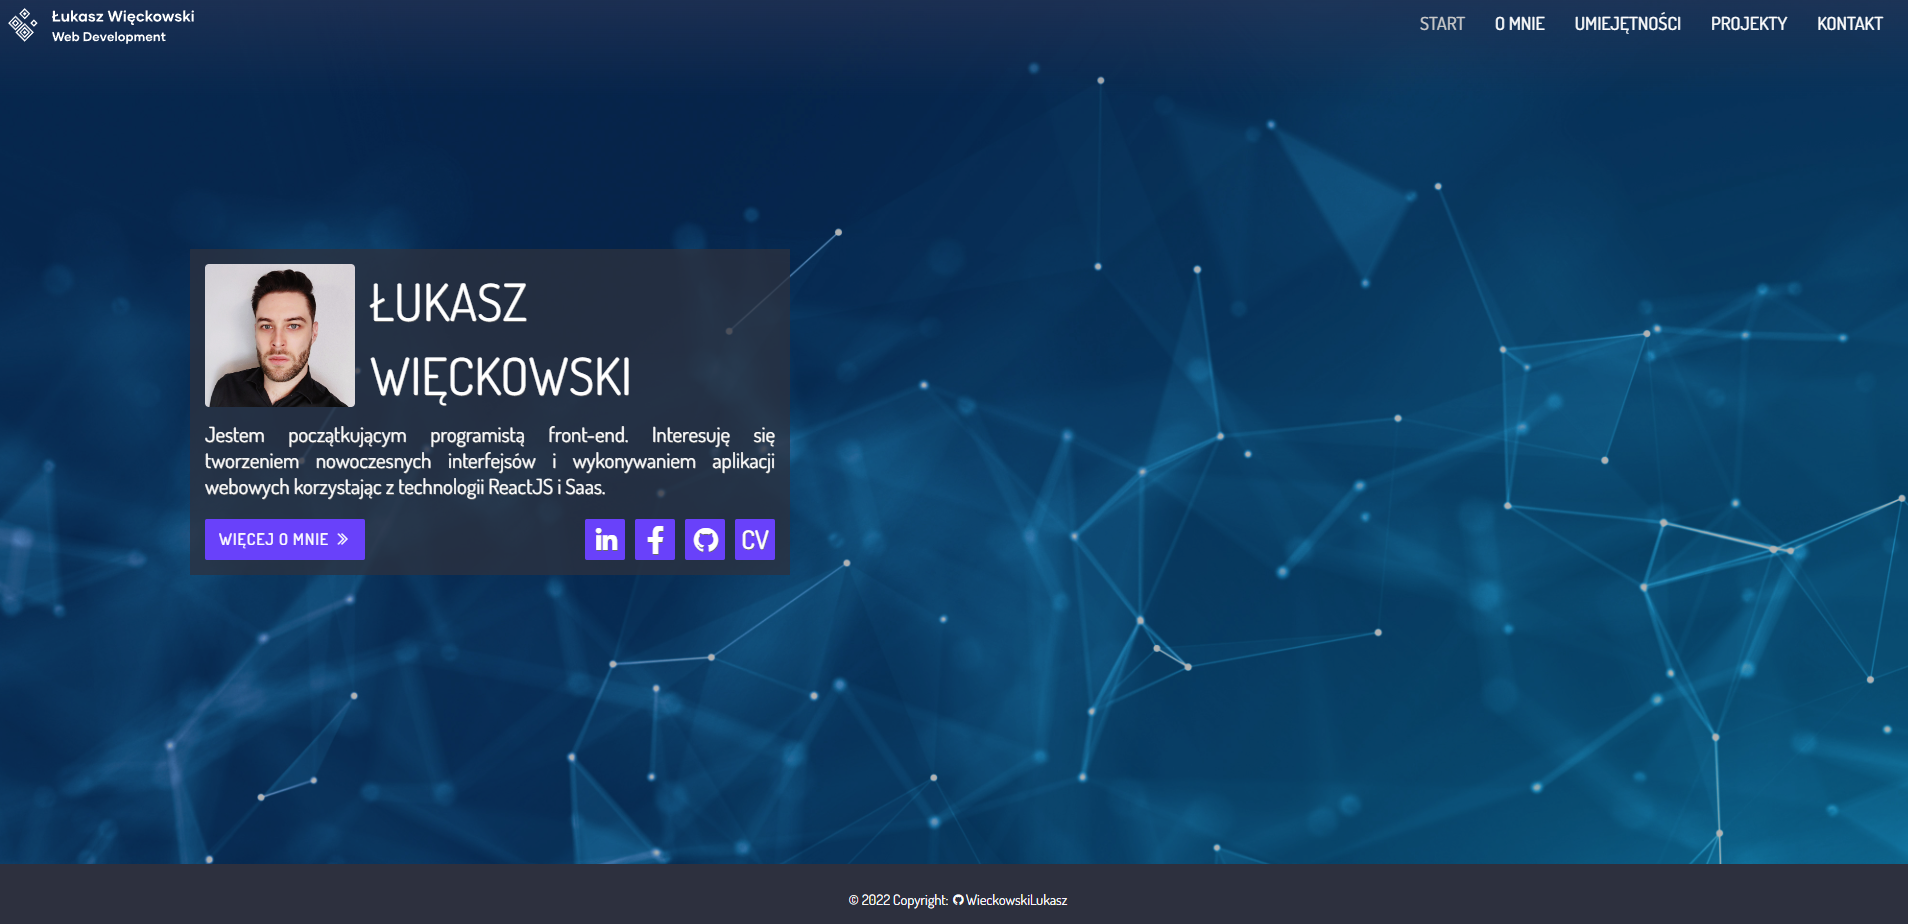 Łukasz Więckowski
Web Development
START O MNIE UMIEJĘTNOŚCI PROJEKTY KONTAKT
ŁUKASZ
WIĘCKOWSKI
Jestem początkującym programistą front-end. Interesuję się
tworzeniem nowoczesnych interfejsów i wykonywaniem aplikacji
webowych korzystając z technologii ReactJS i Saas.
WIĘCEJ O MNIE
in f CV
© 2022 Copyright: WieckowskiLukasz